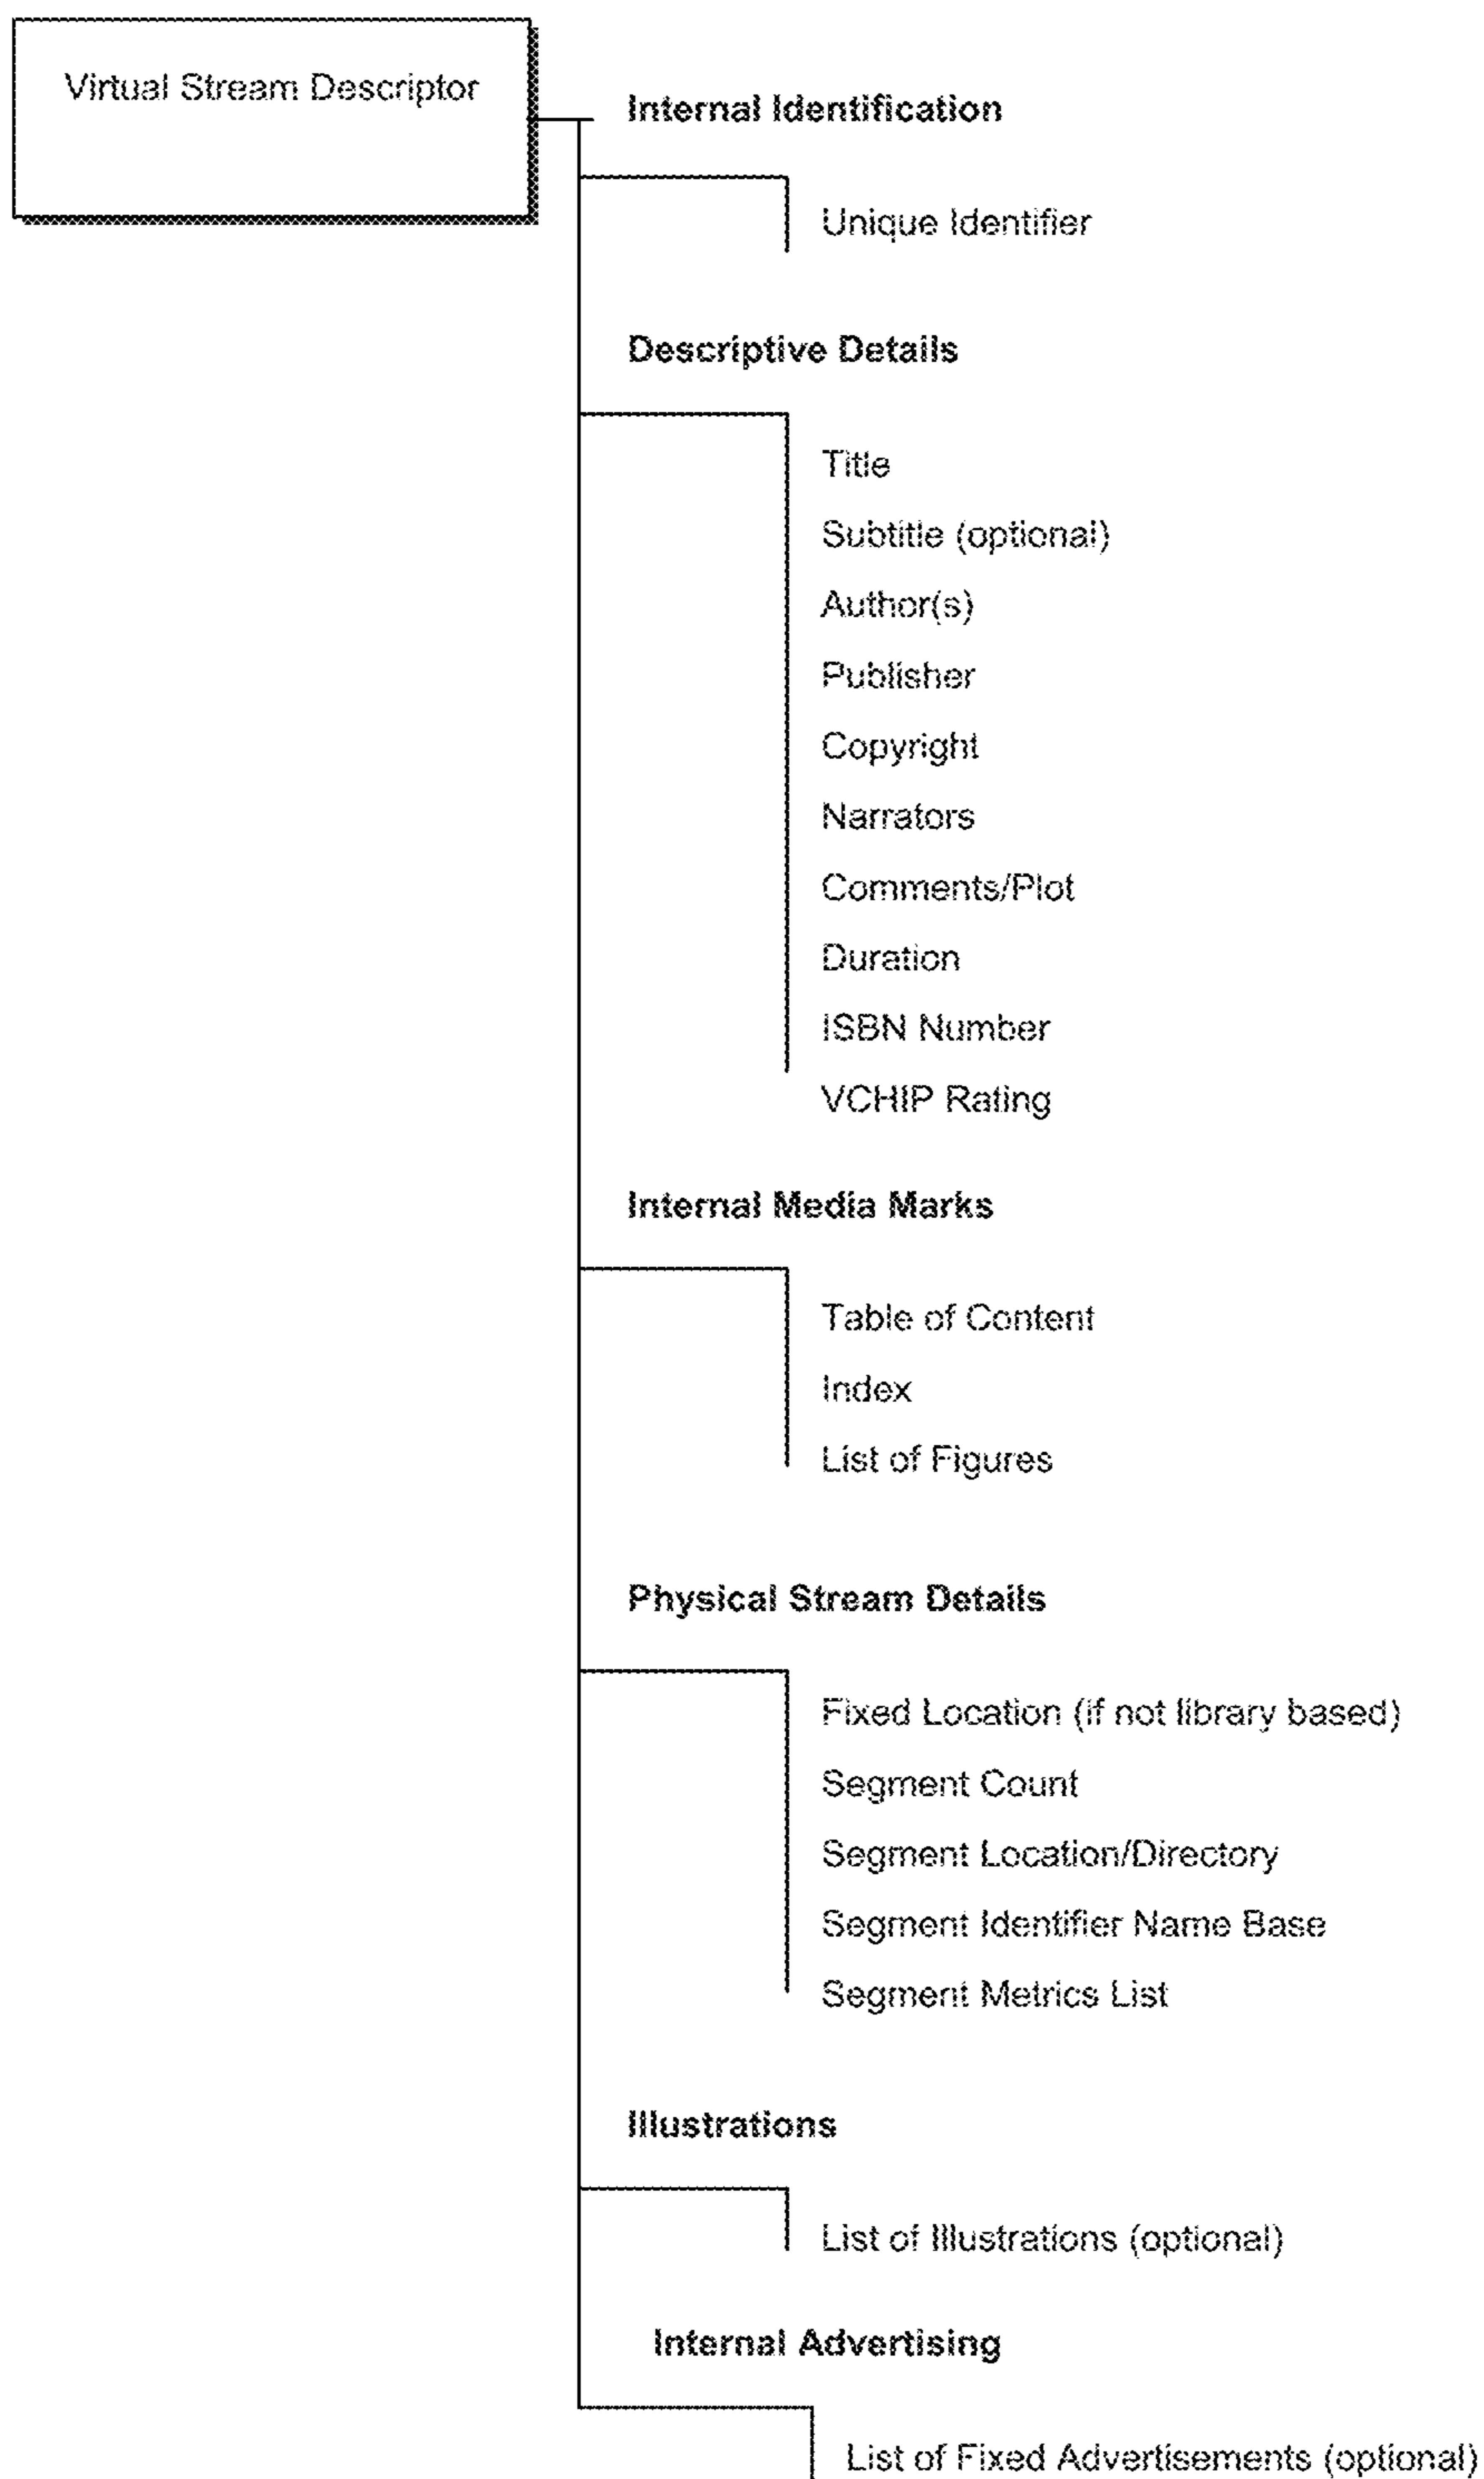 Virtual Stream Descriptor
Internal Identification
Unique Identifier
Descriptive Details
Title
Subtitle (optional)
Author(s)
Publisher
Copyright
Narrators
Comments/Plot
Duration
ISBN Number
VCHIP Rating
Internal Media Marks
Table of Content
Index
List of Figures
Physical Stream Details
Fixed Location (if not library based)
Segment Count
Segment Location/Directory
Segment Identifier Name Base
Segment Metrics List
Illustrations
List of Illustrations (optional)
Internal Advertising
List of Fixed Advertisements (optional)